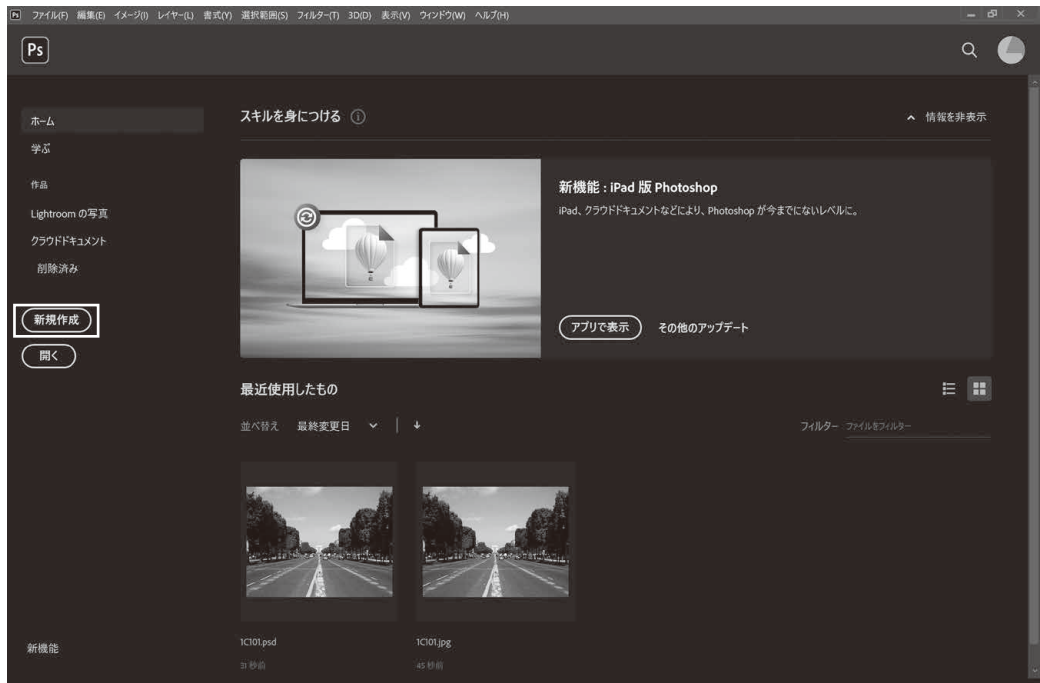 Ps ファイル(F) 編集(E) イメージ(I) レイヤー(L) 書式(Y) 選択範囲(S) フィルター(T) 3D(D) 表示(V) ウィンドウ(W) ヘルプ(H)
Ps
ホーム
学ぶ
作品
Lightroom の写真
クラウドドキュメント
削除済み
新規作成
開く
新機能
スキルを身につける
情報を非表示
新機能 : iPad 版 Photoshop
iPad、クラウドドキュメントなどにより、Photoshop が今までにないレベルに。
アプリで表示 その他のアップデート
最近使用したもの
並べ替え 最終変更日
フィルター ファイルをフィルター
1C101.psd
31 秒前
1C101.jpg
45 秒前